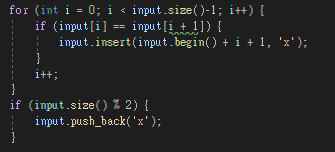 for (int i = 0; i < input.size()-1; i++) {
if (input[i] == input[i + 1]) {
input.insert(input.begin() + i + 1, 'x');
}
i++;
}
if (input.size() % 2) {
input.push_back('x');
}